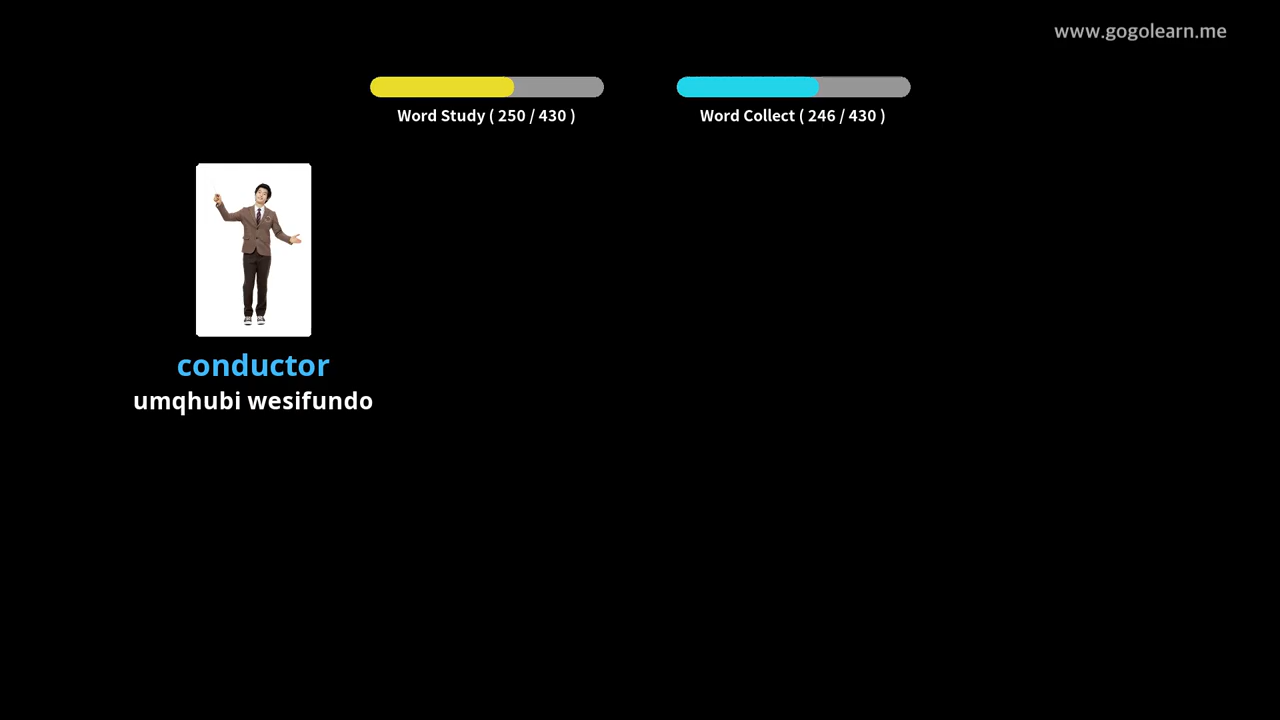 www.gogolearn.me
Word Study ( 250 / 430 )
Word Collect ( 246 / 430 )
conductor
umqhubi wesifundo